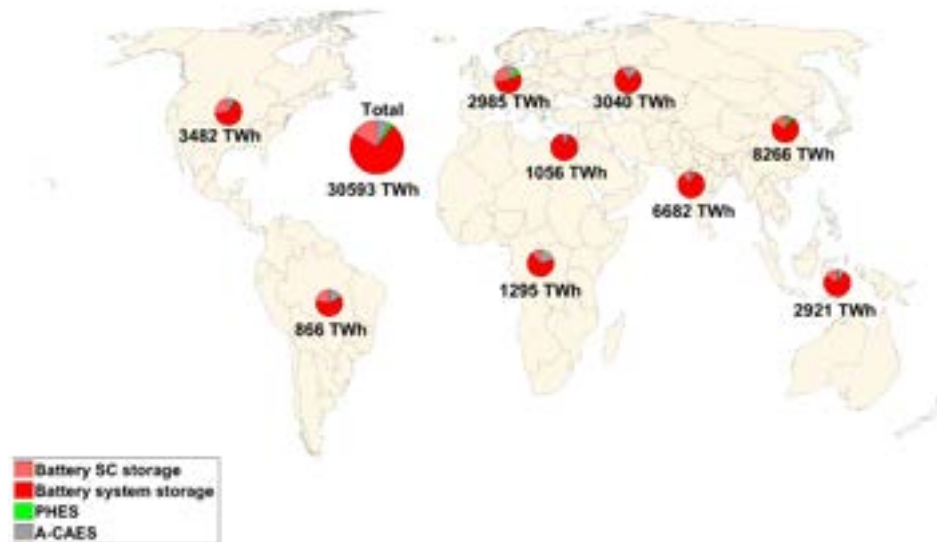 Total
2985 TWh
3040 TWh
3482 TWh
8266 TWh
1056 TWh
30593 TWh
6682 TWh
1295 TWh
2921 TWh
866 TWh
Battery SC storage
Battery system storage
PHES
A-CAES